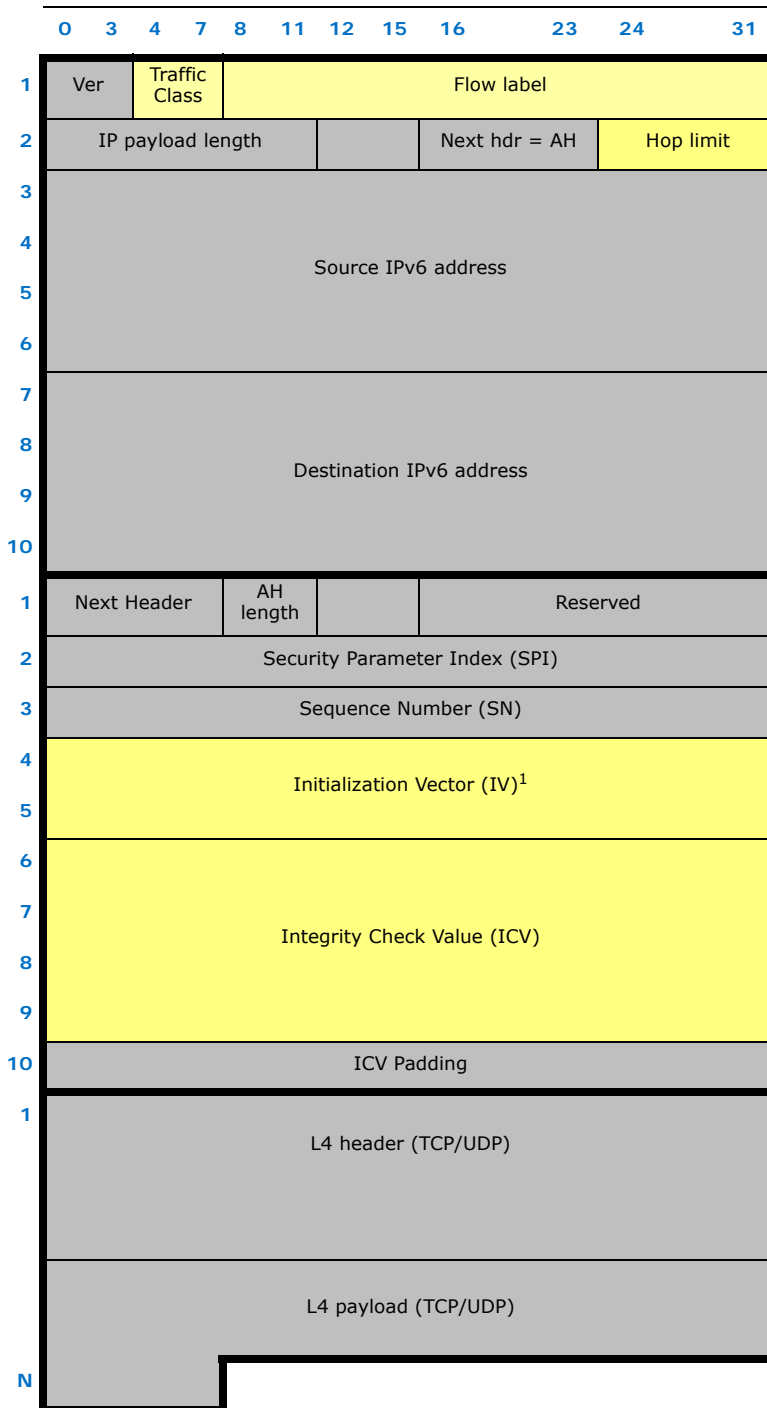 0 3 4 7 8 11 12 15 16 23 24 31
1 Ver Traffic Class Flow label
2 IP payload length Next hdr = AH Hop limit
3
4
Source IPv6 address
5
6
7
8
Destination IPv6 address
9
10
1 Next Header AH length Reserved
2 Security Parameter Index (SPI)
3 Sequence Number (SN)
4
Initialization Vector (IV)1
5
6
7
Integrity Check Value (ICV)
8
9
10 ICV Padding
1
L4 header (TCP/UDP)
L4 payload (TCP/UDP)
N